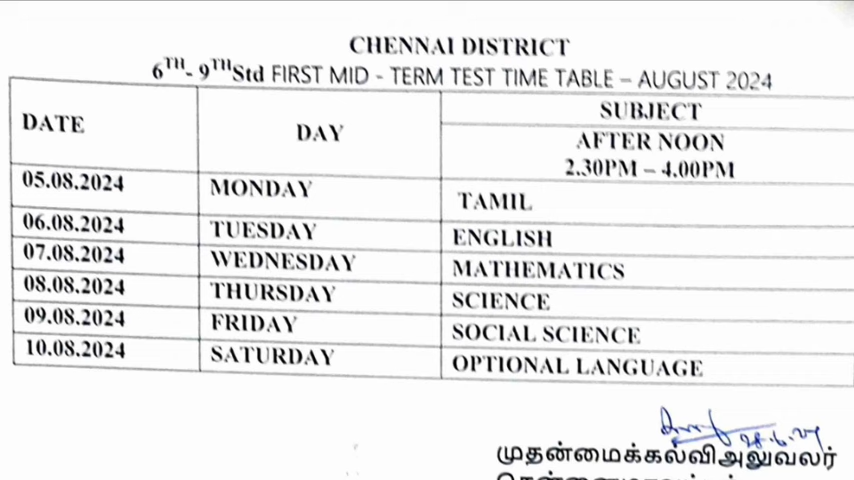 CHENNAI DISTRICT
6TH- 9THStd FIRST MID - TERM TEST TIME TABLE – AUGUST 2024
DATE DAY SUBJECT
AFTER NOON
2.30PM – 4.00PM
05.08.2024 MONDAY TAMIL
06.08.2024 TUESDAY ENGLISH
07.08.2024 WEDNESDAY MATHEMATICS
08.08.2024 THURSDAY SCIENCE
09.08.2024 FRIDAY SOCIAL SCIENCE
10.08.2024 SATURDAY OPTIONAL LANGUAGE
முதன்மைக்கல்விஅலுவலர்